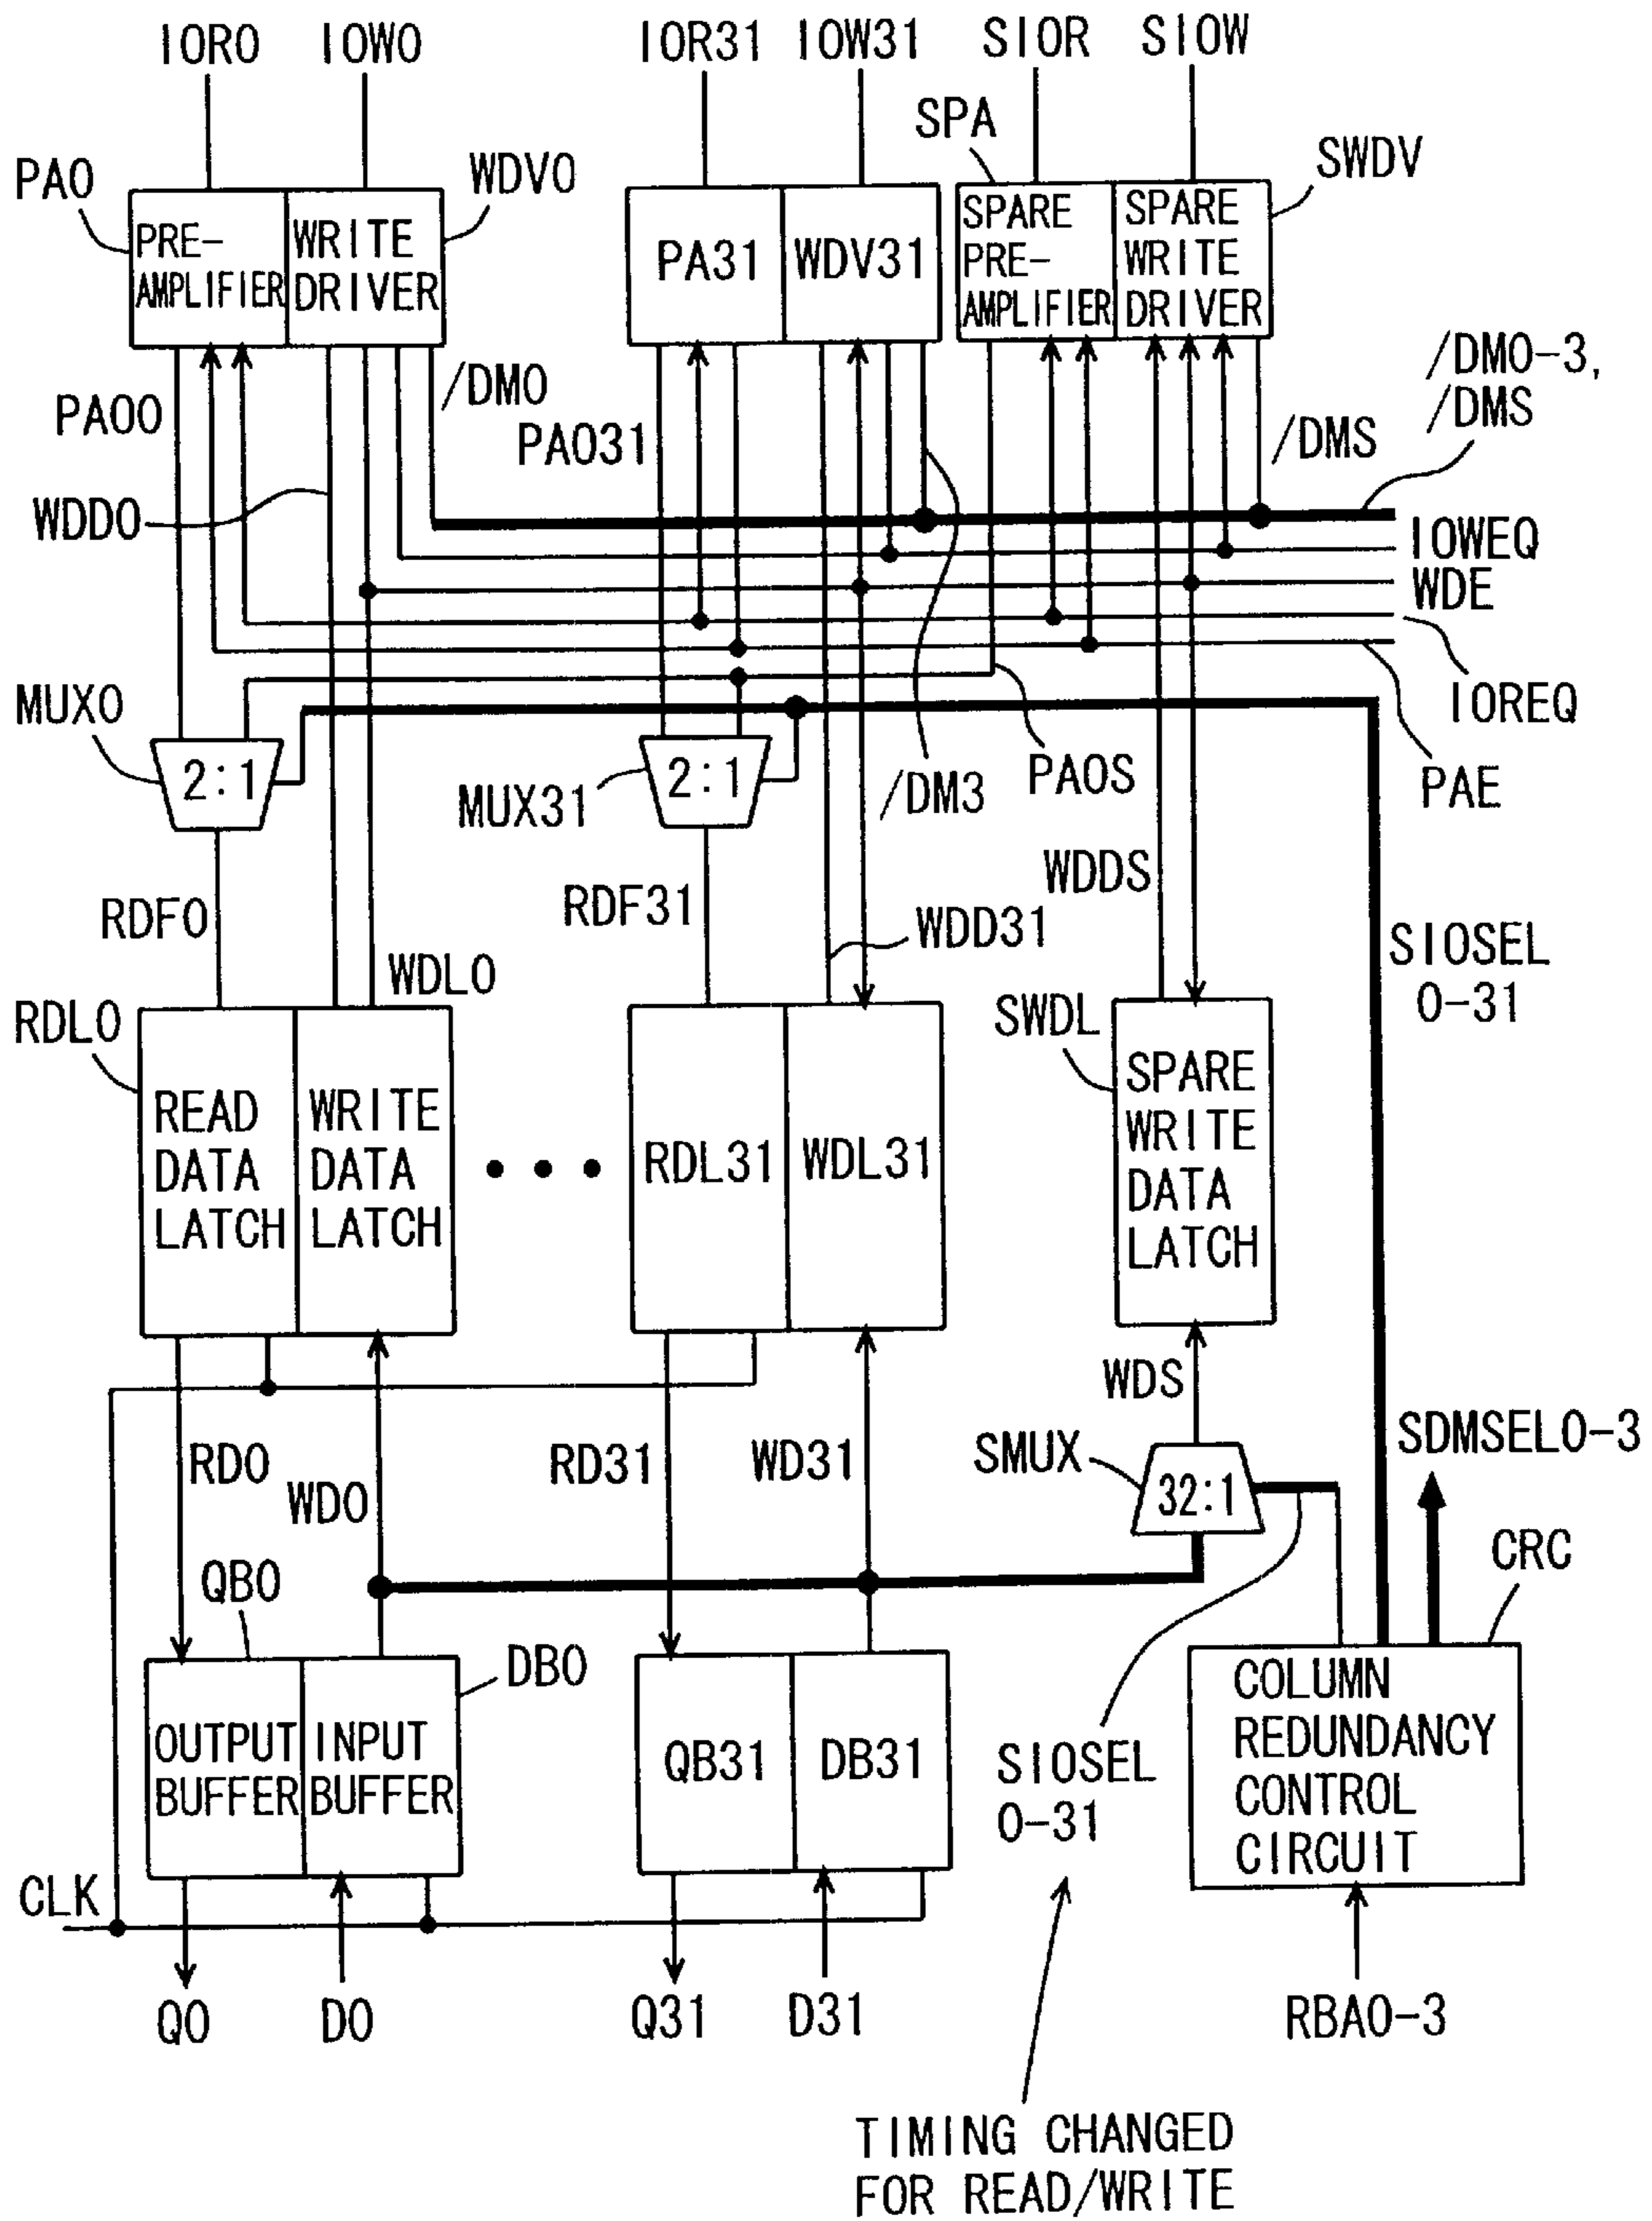 IOR0 IOW0 IOR31 IOW31 SIOR SIOW
SPA
PA0 WDV0 SWDV
PRE-
AMPLIFIER
WRITE
DRIVER
PA31 WDV31
SPARE
PRE-
AMPLIFIER
SPARE
WRITE
DRIVER
/DM0
/DM0-3,
/DMS
PAO0 PAO31 /DMS
WDD0
IOWEQ
WDE
IOREQ
PAE
MUX0 2:1
MUX31 2:1
/DM3 PAOS
WDDS
RDF0 RDF31
WDD31
SIOSEL
0-31
WDL0
RDL0 SWDL
READ
DATA
LATCH
WRITE
DATA
LATCH
RDL31 WDL31
SPARE
WRITE
DATA
LATCH
WDS
RD0 WD0 RD31 WD31
SMUX 32:1
SDMSEL0-3
QB0 CRC
DB0
OUTPUT
BUFFER
INPUT
BUFFER
QB31 DB31
SIOSEL
0-31
COLUMN
REDUNDANCY
CONTROL
CIRCUIT
CLK
Q0 D0 Q31 D31 RBA0-3
TIMING CHANGED
FOR READ/WRITE